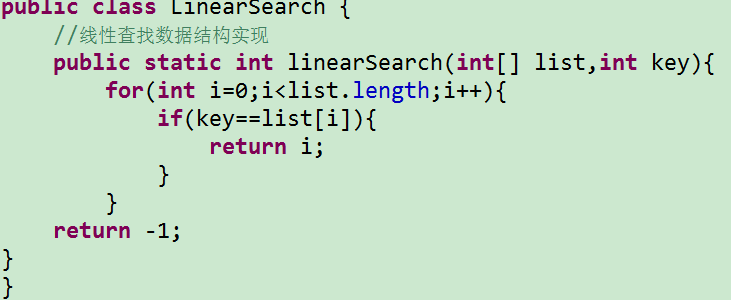 public class LinearSearch {
    //线性查找数据结构实现
    public static int linearSearch(int[] list,int key){
        for(int i=0;i<list.length;i++){
            if(key==list[i]){
                return i;
            }
        }
    return -1;
}
}